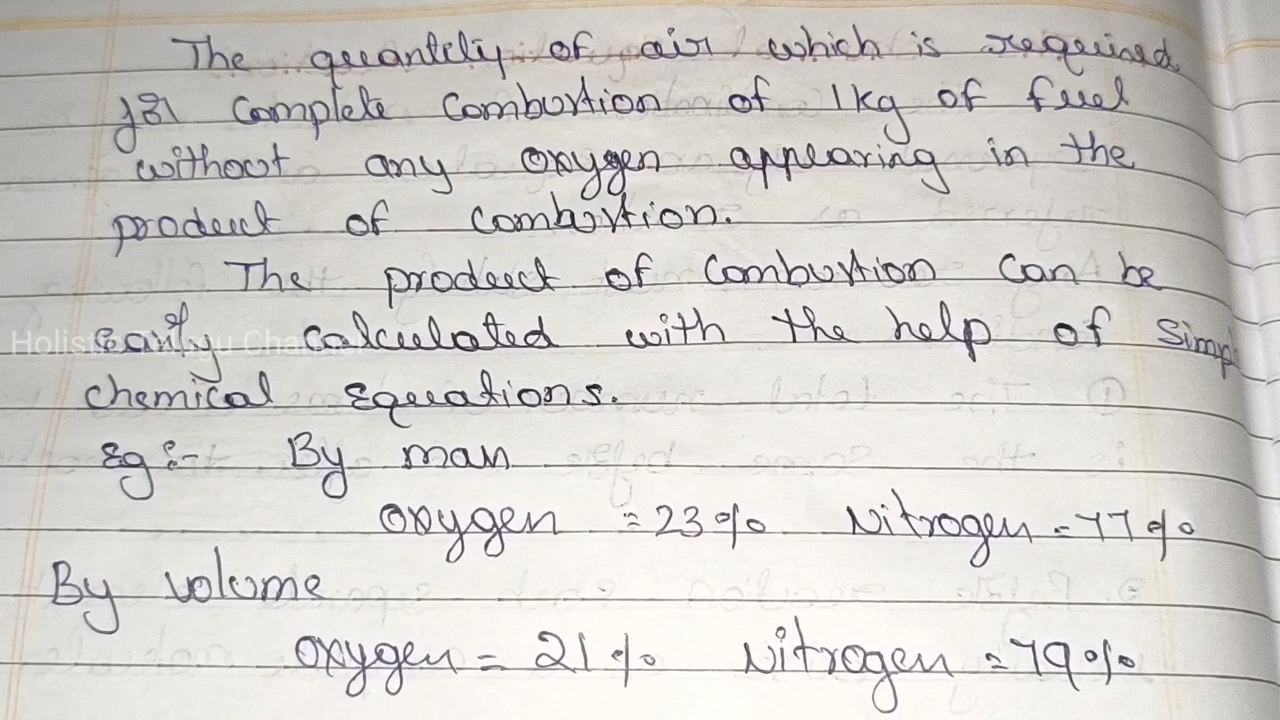 The quantity of air which is required
for complete combustion of 1kg of fuel
without any oxygen appearing in the
product of combustion.
The product of combustion can be
easily calculated with the help of Simpl
chemical Equations.
Eg:- By mass
oxygen = 23% Nitrogen = 77%
By volume
oxygen = 21% Nitrogen = 79%